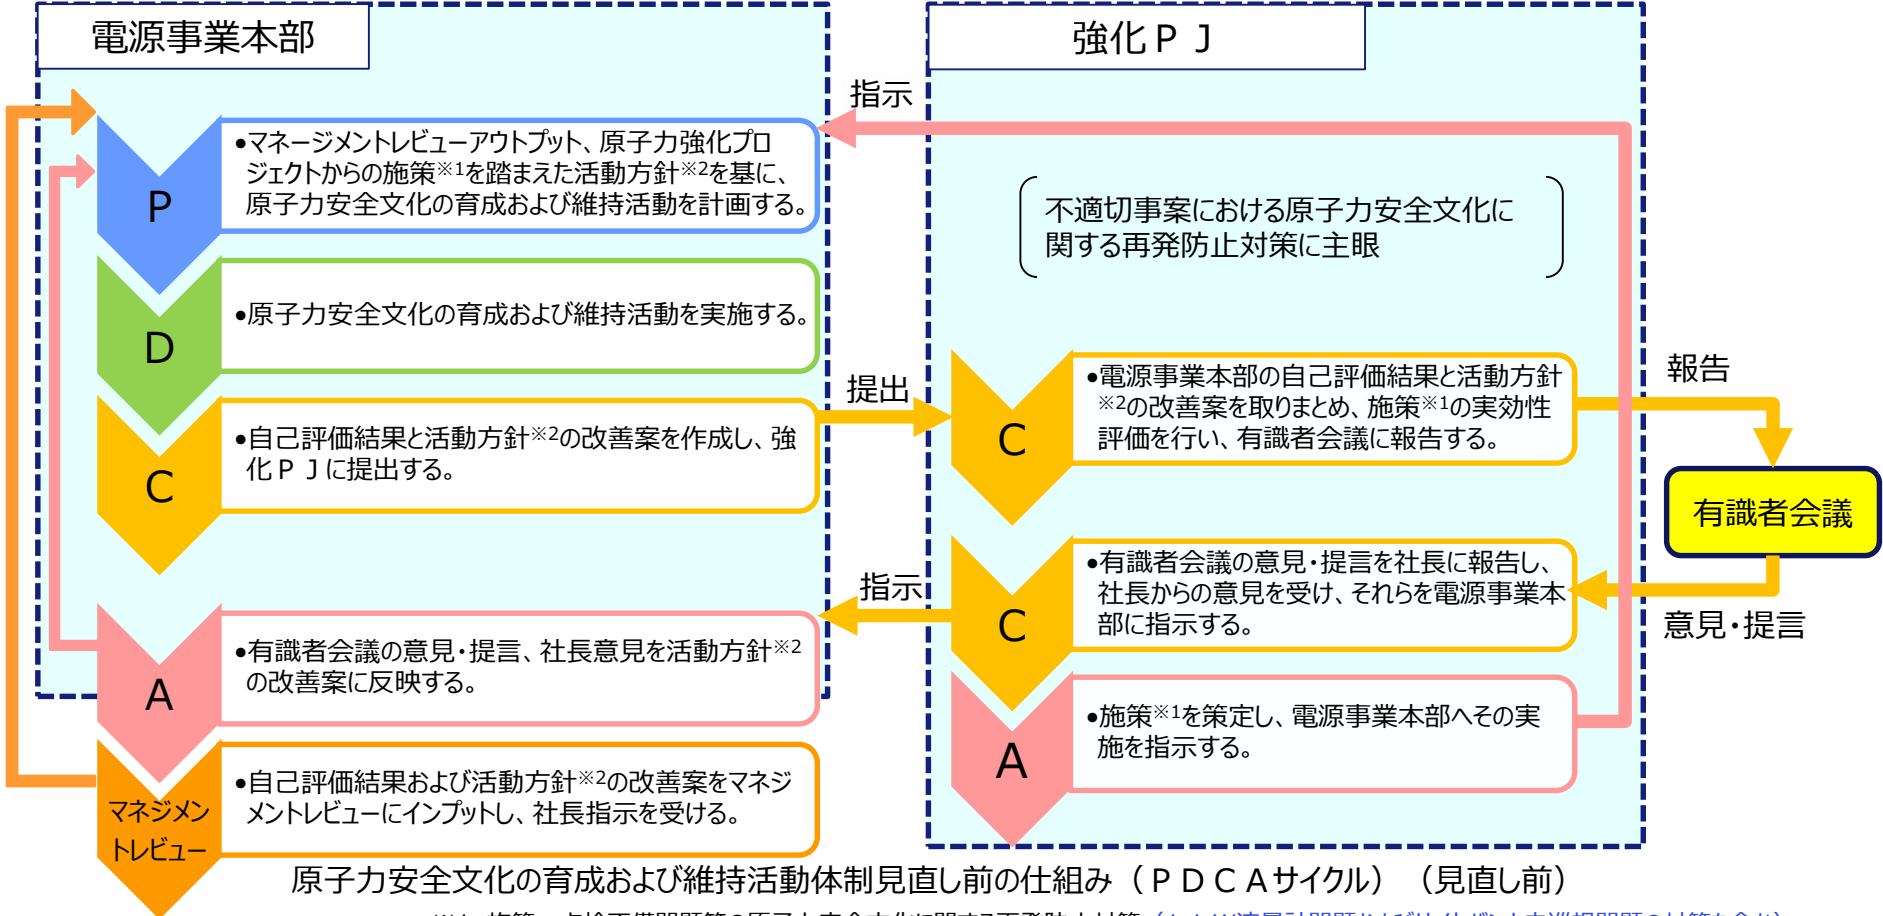 電源事業本部
強化ＰＪ
指示
P
●マネージメントレビューアウトプット、原子力強化プロ
ジェクトからの施策※1を踏まえた活動方針※2を基に、
原子力安全文化の育成および維持活動を計画する。
不適切事案における原子力安全文化に
関する再発防止対策に主眼
D
●原子力安全文化の育成および維持活動を実施する。
C
●自己評価結果と活動方針※2の改善案を作成し、強
化ＰＪに提出する。
提出
C
●電源事業本部の自己評価結果と活動方針
※2の改善案を取りまとめ、施策※1の実効性
評価を行い、有識者会議に報告する。
報告
有識者会議
意見・提言
C
●有識者会議の意見・提言を社長に報告し、
社長からの意見を受け、それらを電源事業本
部に指示する。
指示
A
●有識者会議の意見・提言、社長意見を活動方針※2
の改善案に反映する。
A
●施策※1を策定し、電源事業本部へその実
施を指示する。
マネジメン
トレビュー
●自己評価結果および活動方針※2の改善案をマネジ
メントレビューにインプットし、社長指示を受ける。
原子力安全文化の育成および維持活動体制見直し前の仕組み（ＰＤＣＡサイクル）（見直し前）